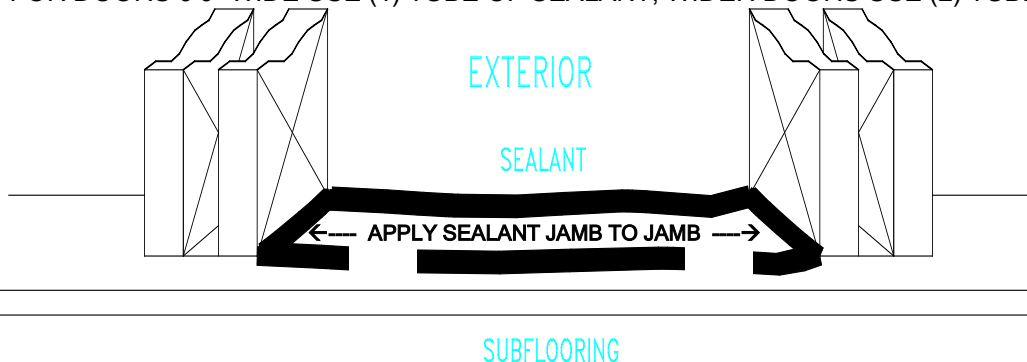 EXTERIOR
SEALANT
<---- APPLY SEALANT JAMB TO JAMB ---->
SUBFLOORING